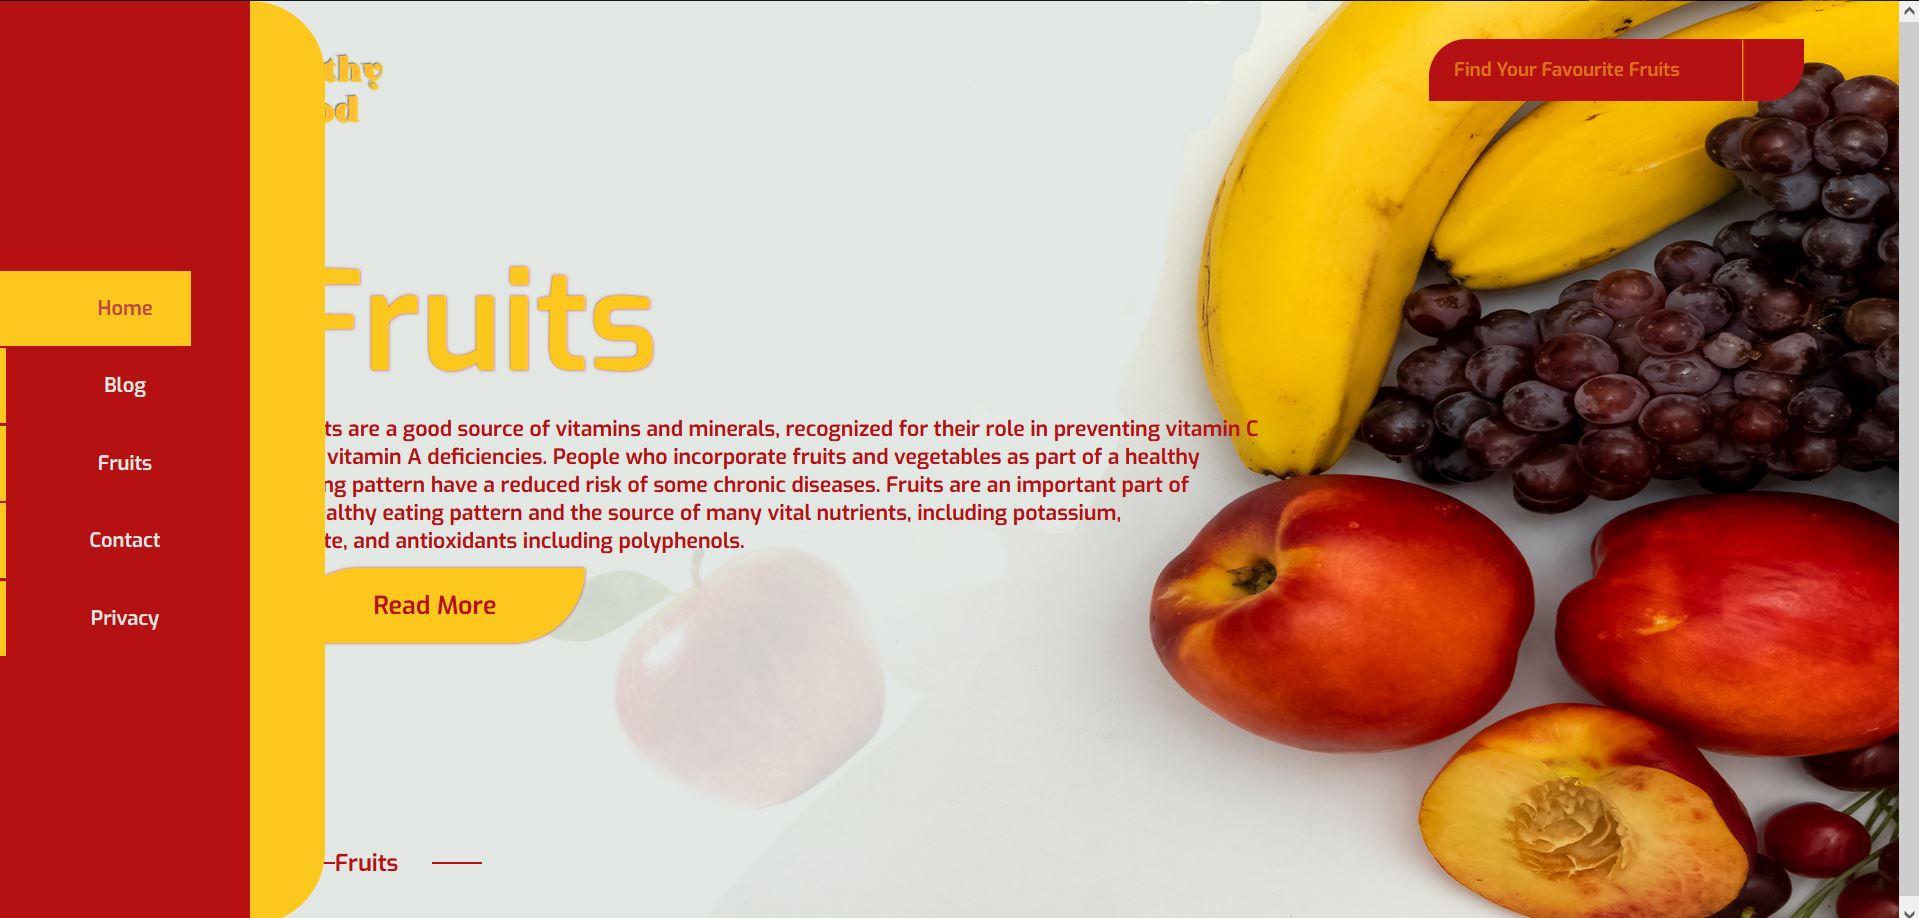 thy
od
Find Your Favourite Fruits
Home
Blog
Fruits
Contact
Privacy
Fruits
ts are a good source of vitamins and minerals, recognized for their role in preventing vitamin C
vitamin A deficiencies. People who incorporate fruits and vegetables as part of a healthy
ng pattern have a reduced risk of some chronic diseases. Fruits are an important part of
althy eating pattern and the source of many vital nutrients, including potassium,
te, and antioxidants including polyphenols.
Read More
Fruits